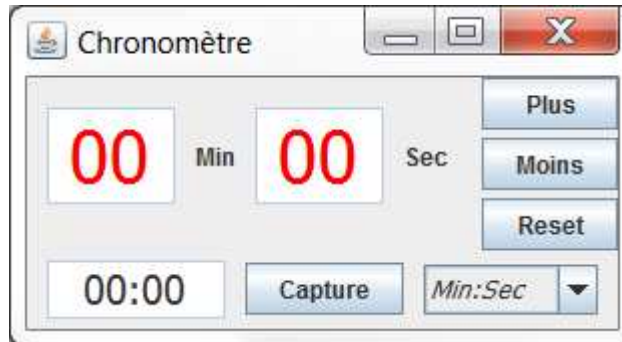 Chronomètre
Plus
00 Min 00 Sec Moins
Reset
00:00 Capture Min:Sec